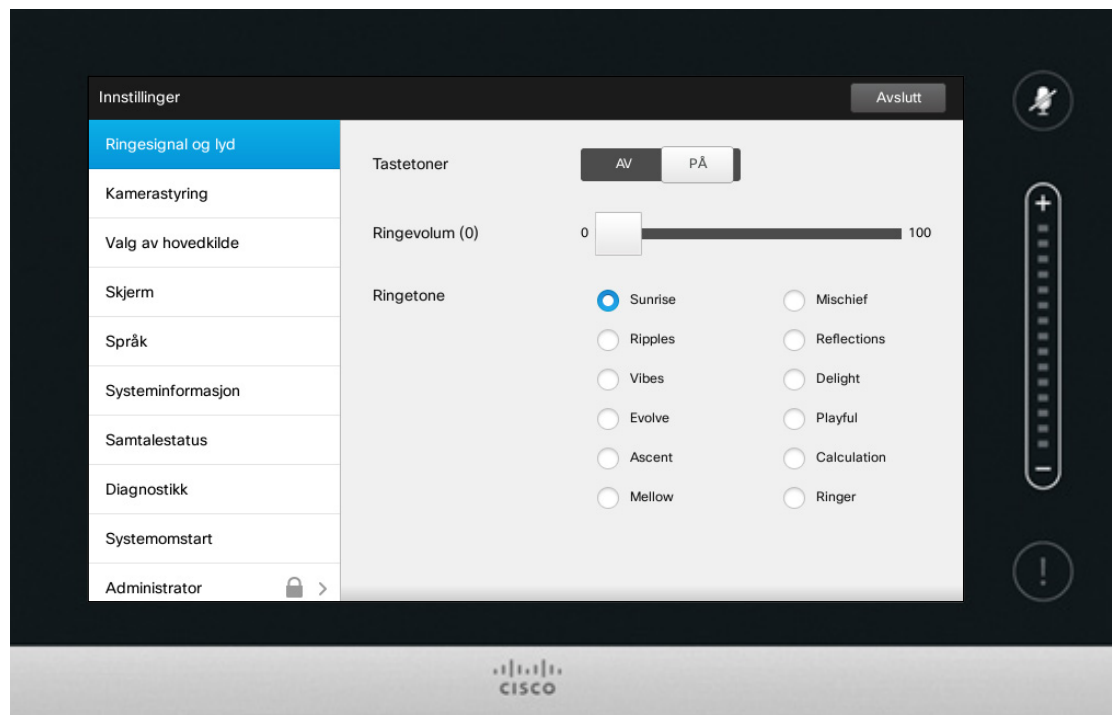 Innstillinger
Avslutt
Ringesignal og lyd
Kamerastyring
Valg av hovedkilde
Skjerm
Språk
Systeminformasjon
Samtalestatus
Diagnostikk
Systemomstart
Administrator
Tastetoner AV PÅ
Ringevolum (0) 0 100
Ringetone
Sunrise Mischief
Ripples Reflections
Vibes Delight
Evolve Playful
Ascent Calculation
Mellow Ringer
+
−
!
CISCO